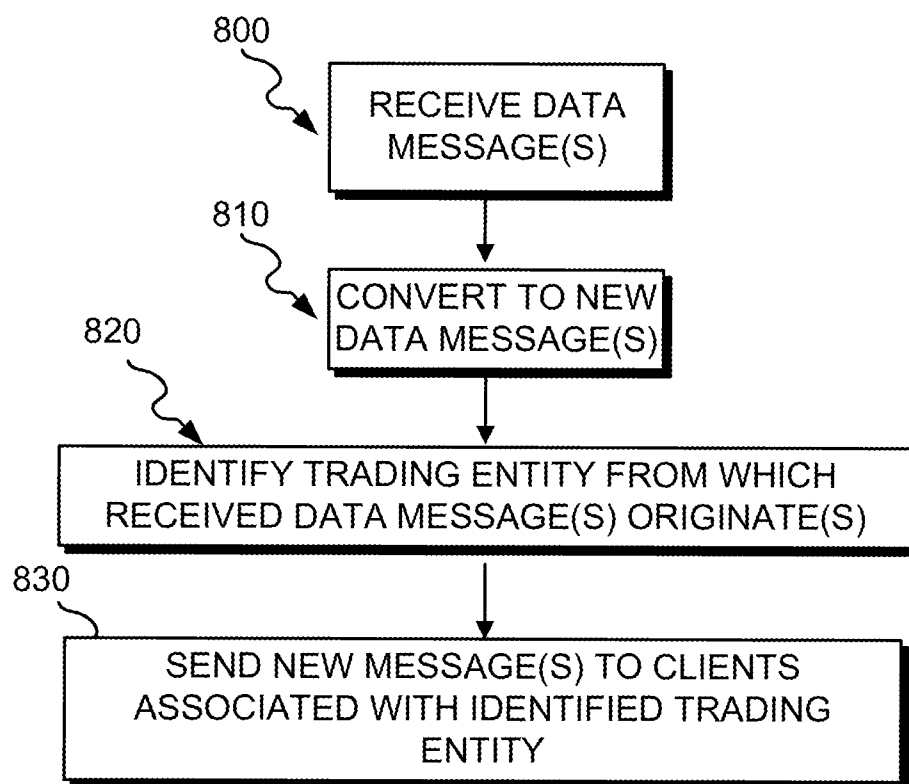 800
RECEIVE DATA
MESSAGE(S)
810
CONVERT TO NEW
DATA MESSAGE(S)
820
IDENTIFY TRADING ENTITY FROM WHICH
RECEIVED DATA MESSAGE(S) ORIGINATE(S)
830
SEND NEW MESSAGE(S) TO CLIENTS
ASSOCIATED WITH IDENTIFIED TRADING
ENTITY